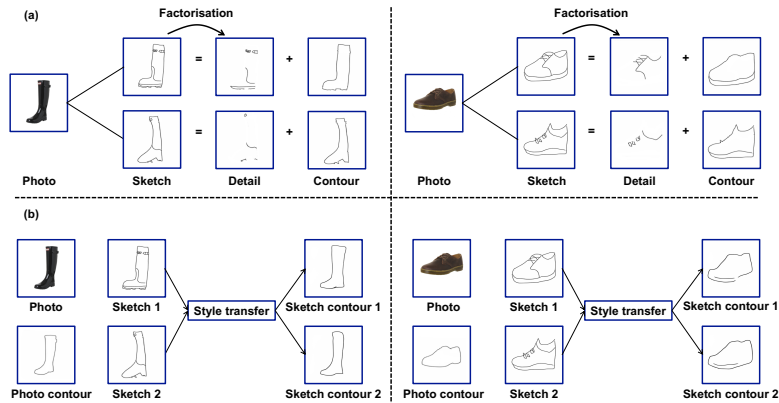 (a)
Factorisation
=
+
=
+
Photo
Sketch
Detail
Contour
Factorisation
=
+
=
+
Photo
Sketch
Detail
Contour
(b)
Photo
Sketch 1
Style transfer
Sketch contour 1
Photo contour
Sketch 2
Sketch contour 2
Photo
Sketch 1
Style transfer
Sketch contour 1
Photo contour
Sketch 2
Sketch contour 2